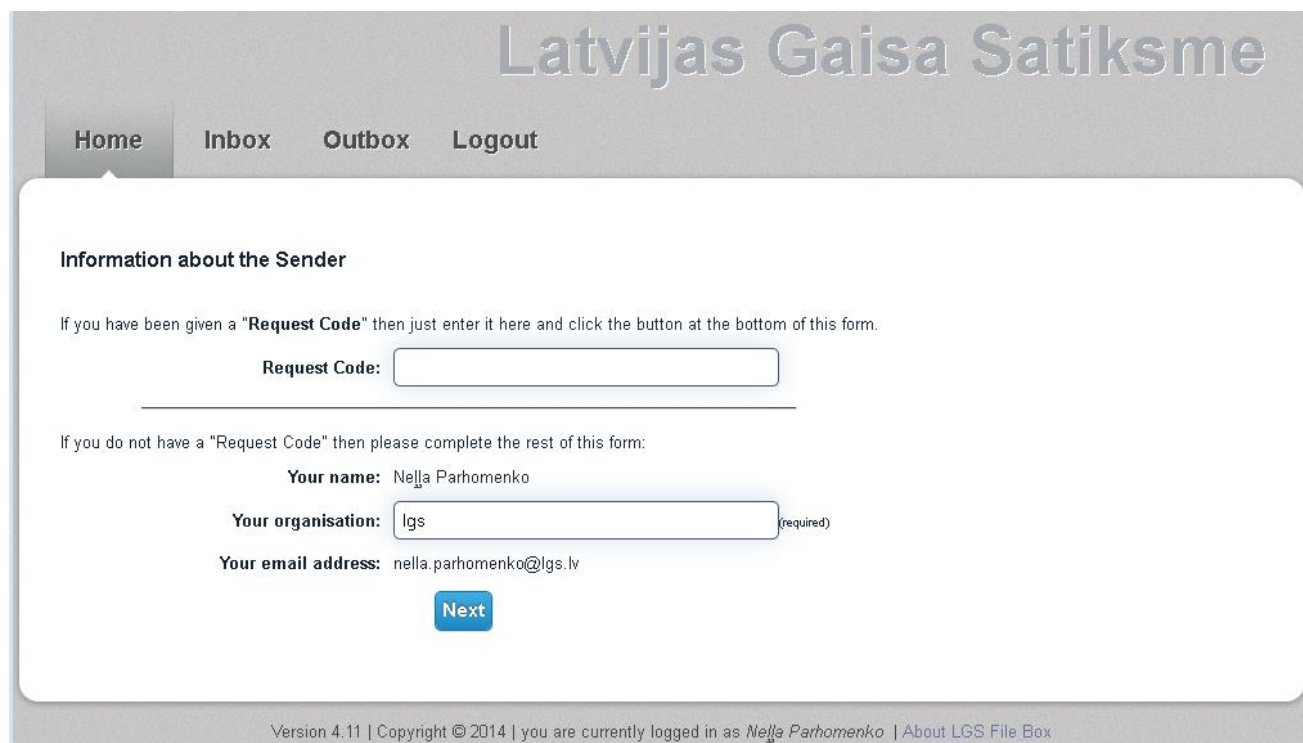 Latvijas Gaisa Satiksme
Home Inbox Outbox Logout
Information about the Sender
If you have been given a "Request Code" then just enter it here and click the button at the bottom of this form.
Request Code:
If you do not have a "Request Code" then please complete the rest of this form:
Your name: Neļļa Parhomenko
Your organisation: lgs (required)
Your email address: nella.parhomenko@lgs.lv
Next
Version 4.11 | Copyright © 2014 | you are currently logged in as Neļļa Parhomenko | About LGS File Box